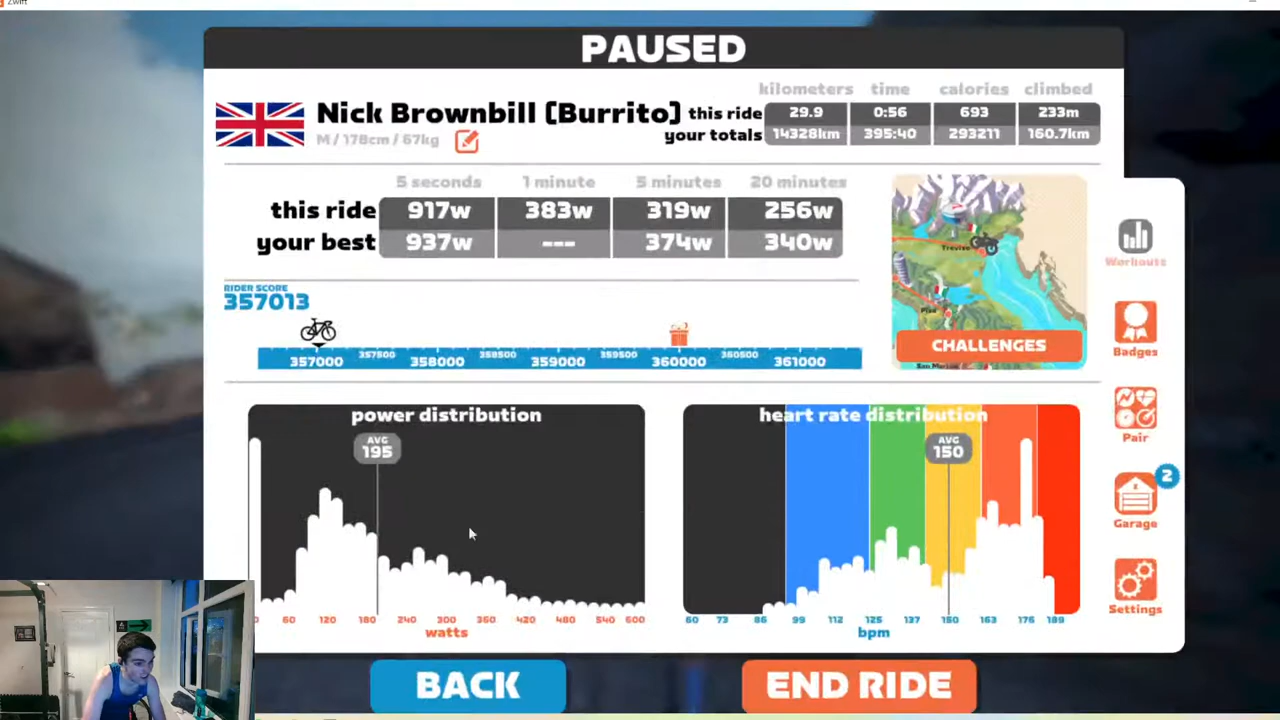 Zwift
PAUSED
kilometers time calories climbed
Nick Brownbill (Burrito) this ride 29.9 0:56 693 233m
M / 178cm / 67kg your totals 14328km 395:40 293211 160.7km
5 seconds 1 minute 5 minutes 20 minutes
this ride 917w 383w 319w 256w
your best 937w --- 374w 340w
RIDER SCORE
357013
357000 357500 358000 358500 359000 359500 360000 360500 361000
Treviso
Pisa
San Marino
CHALLENGES
Workouts
Badges
Pair
2
Garage
Settings
power distribution
AVG
195
0 60 120 180 240 300 360 420 480 540 600
watts
heart rate distribution
AVG
150
60 73 86 99 112 125 137 150 163 176 189
bpm
BACK
END RIDE